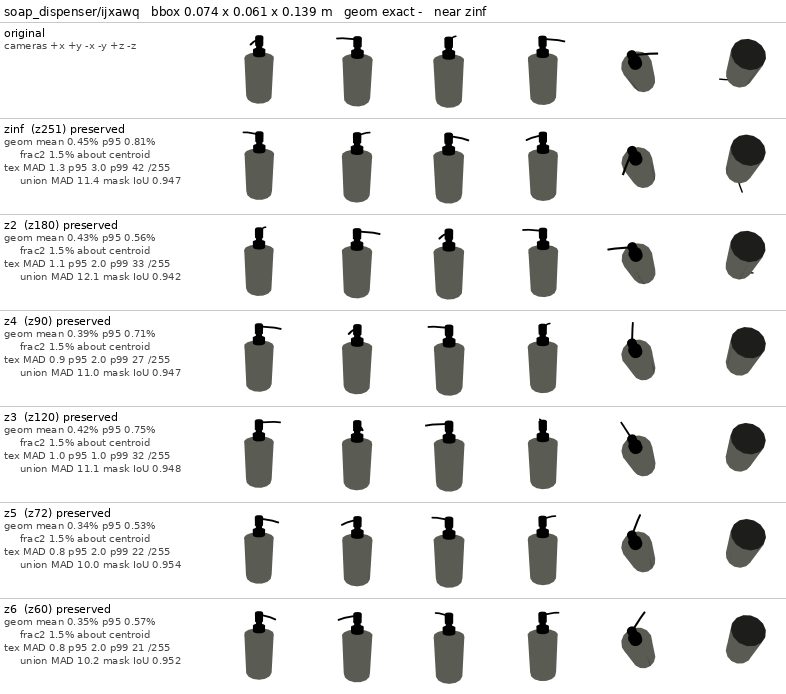 soap_dispenser/ijxawq   bbox 0.074 x 0.061 x 0.139 m   geom exact -   near zinf
original
cameras +x +y -x -y +z -z
zinf  (z251) preserved
geom mean 0.45% p95 0.81%
frac2 1.5% about centroid
tex MAD 1.3 p95 3.0 p99 42 /255
union MAD 11.4 mask IoU 0.947
z2  (z180) preserved
geom mean 0.43% p95 0.56%
frac2 1.5% about centroid
tex MAD 1.1 p95 2.0 p99 33 /255
union MAD 12.1 mask IoU 0.942
z4  (z90) preserved
geom mean 0.39% p95 0.71%
frac2 1.5% about centroid
tex MAD 0.9 p95 2.0 p99 27 /255
union MAD 11.0 mask IoU 0.947
z3  (z120) preserved
geom mean 0.42% p95 0.75%
frac2 1.5% about centroid
tex MAD 1.0 p95 1.0 p99 32 /255
union MAD 11.1 mask IoU 0.948
z5  (z72) preserved
geom mean 0.34% p95 0.53%
frac2 1.5% about centroid
tex MAD 0.8 p95 2.0 p99 22 /255
union MAD 10.0 mask IoU 0.954
z6  (z60) preserved
geom mean 0.35% p95 0.57%
frac2 1.5% about centroid
tex MAD 0.8 p95 2.0 p99 21 /255
union MAD 10.2 mask IoU 0.952